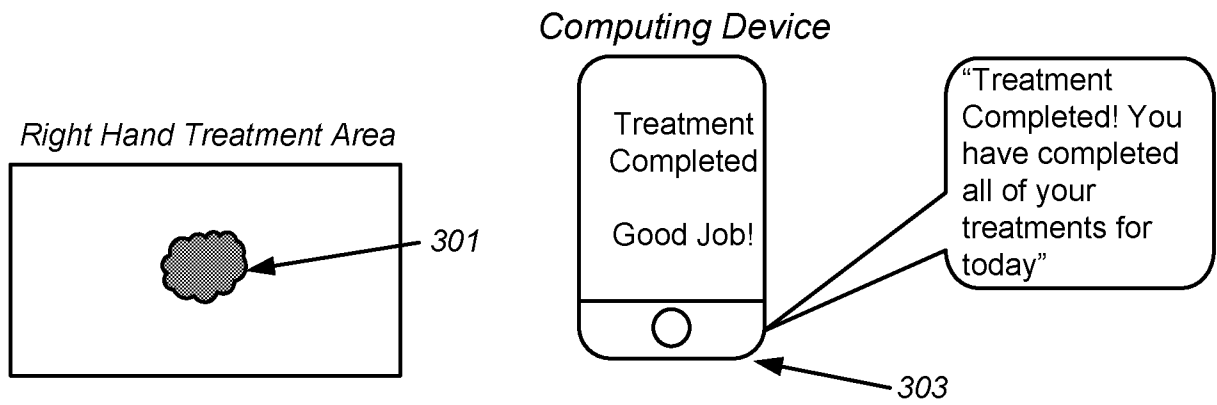 Computing Device
Right Hand Treatment Area
301
Treatment
Completed
Good Job!
“Treatment
Completed! You
have completed
all of your
treatments for
today”
303